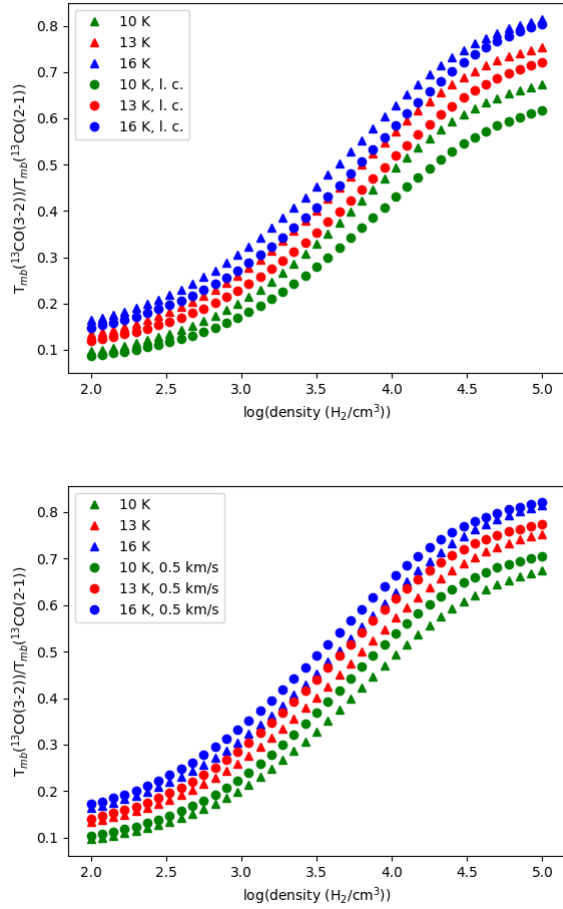 0.8
0.7
0.6
0.5
0.4
0.3
0.2
0.1
T_mb(¹³CO(3-2))/T_mb(¹³CO(2-1))
10 K
13 K
16 K
10 K, l. c.
13 K, l. c.
16 K, l. c.
2.0 2.5 3.0 3.5 4.0 4.5 5.0
log(density (H₂/cm³))
0.8
0.7
0.6
0.5
0.4
0.3
0.2
0.1
T_mb(¹³CO(3-2))/T_mb(¹³CO(2-1))
10 K
13 K
16 K
10 K, 0.5 km/s
13 K, 0.5 km/s
16 K, 0.5 km/s
2.0 2.5 3.0 3.5 4.0 4.5 5.0
log(density (H₂/cm³))